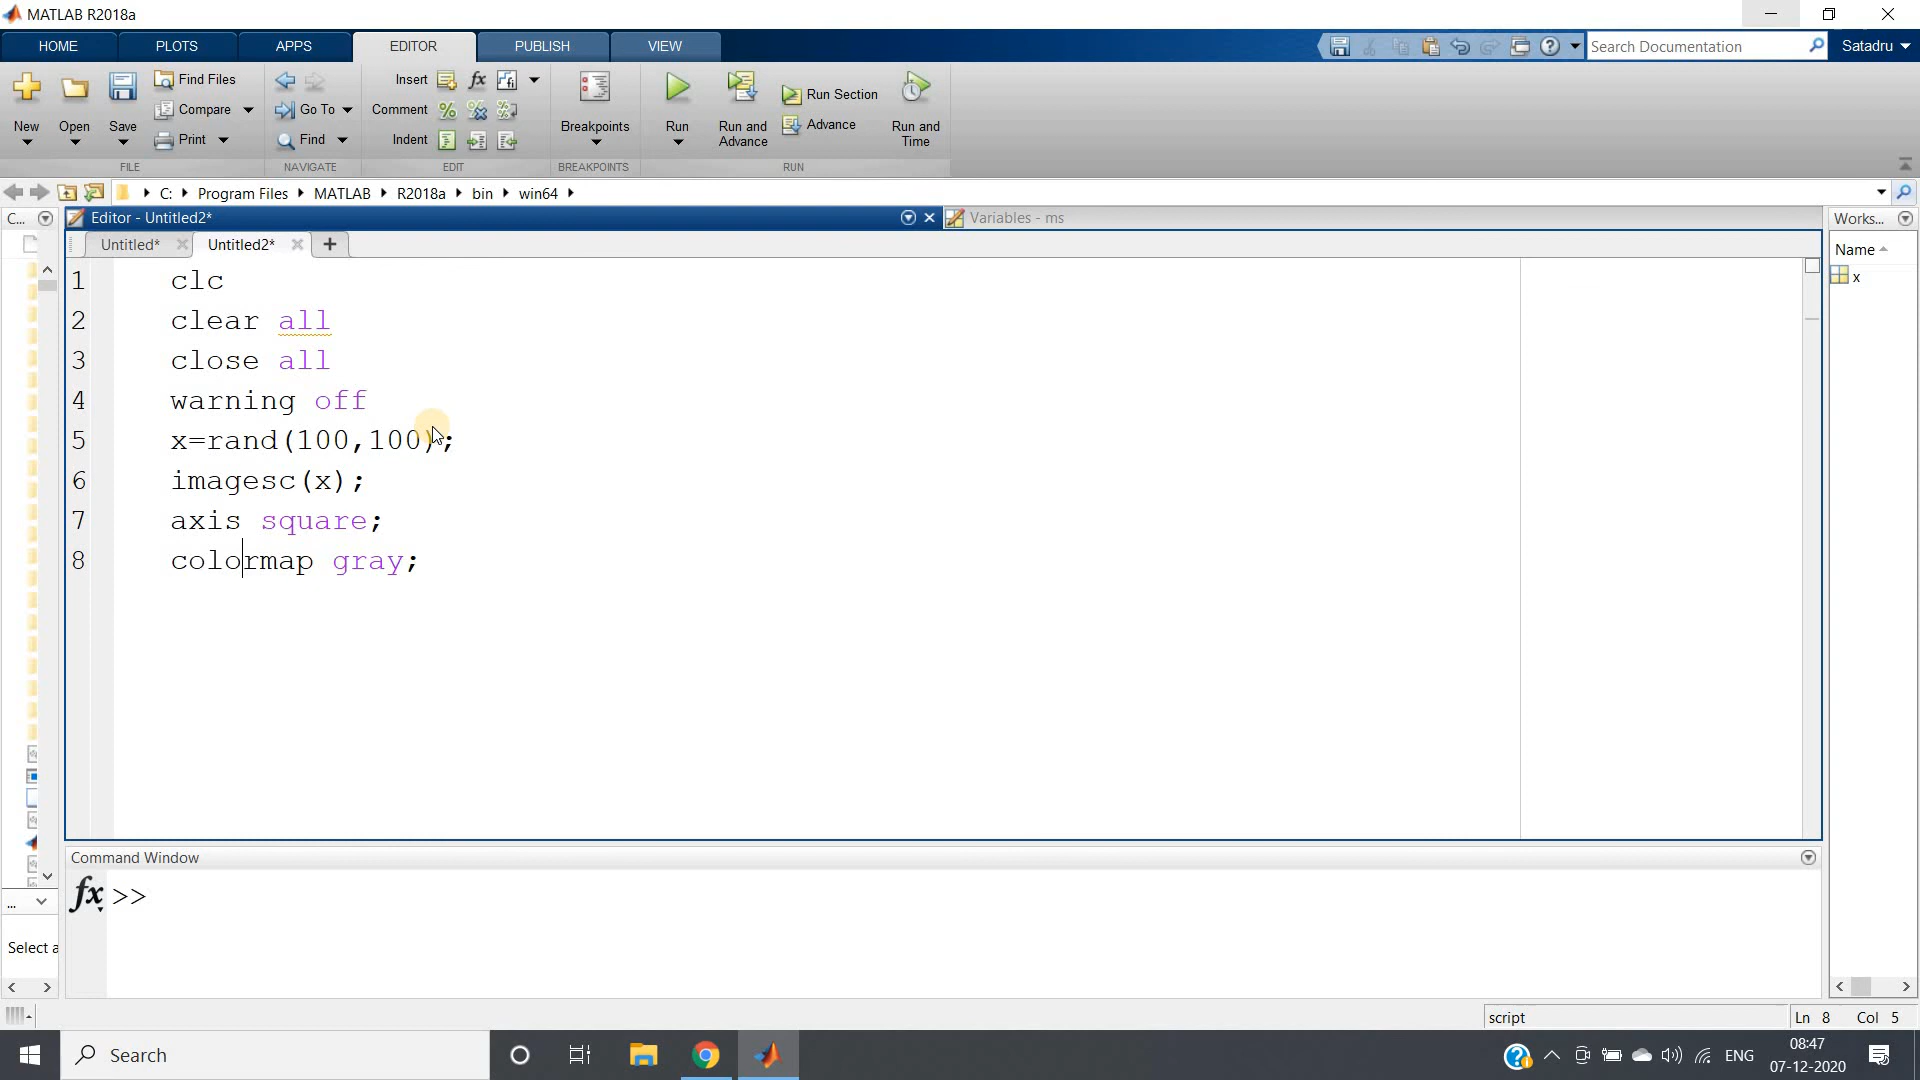 MATLAB R2018a
HOME PLOTS APPS EDITOR PUBLISH VIEW
Search Documentation
Satadru
New Open Save
Find Files
Compare
Print
FILE
Go To
Find
NAVIGATE
Insert
Comment
Indent
EDIT
Breakpoints
BREAKPOINTS
Run
Run and Advance
Run Section
Advance
Run and Time
RUN
C: Program Files MATLAB R2018a bin win64
C...
Editor - Untitled2*
Variables - ms
Works...
Untitled* Untitled2* +
Name
x
1 clc
2 clear all
3 close all
4 warning off
5 x=rand(100,100);
6 imagesc(x);
7 axis square;
8 colormap gray;
Command Window
fx >>
...
Select a
script
Ln 8 Col 5
Search
ENG
08:47
07-12-2020